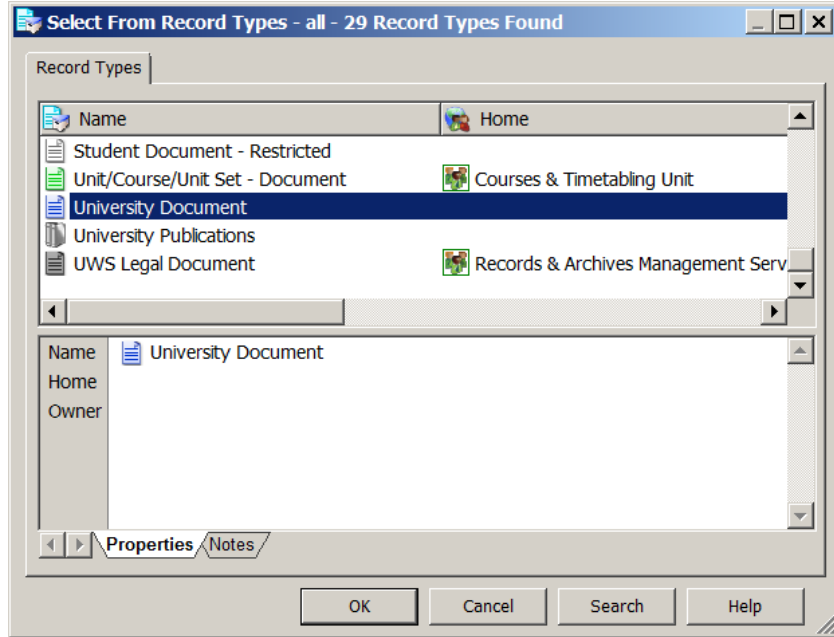 Select From Record Types - all - 29 Record Types Found
Record Types
Name Home
Student Document - Restricted
Unit/Course/Unit Set - Document Courses & Timetabling Unit
University Document
University Publications
UWS Legal Document Records & Archives Management Serv
Name University Document
Home
Owner
Properties Notes
OK Cancel Search Help